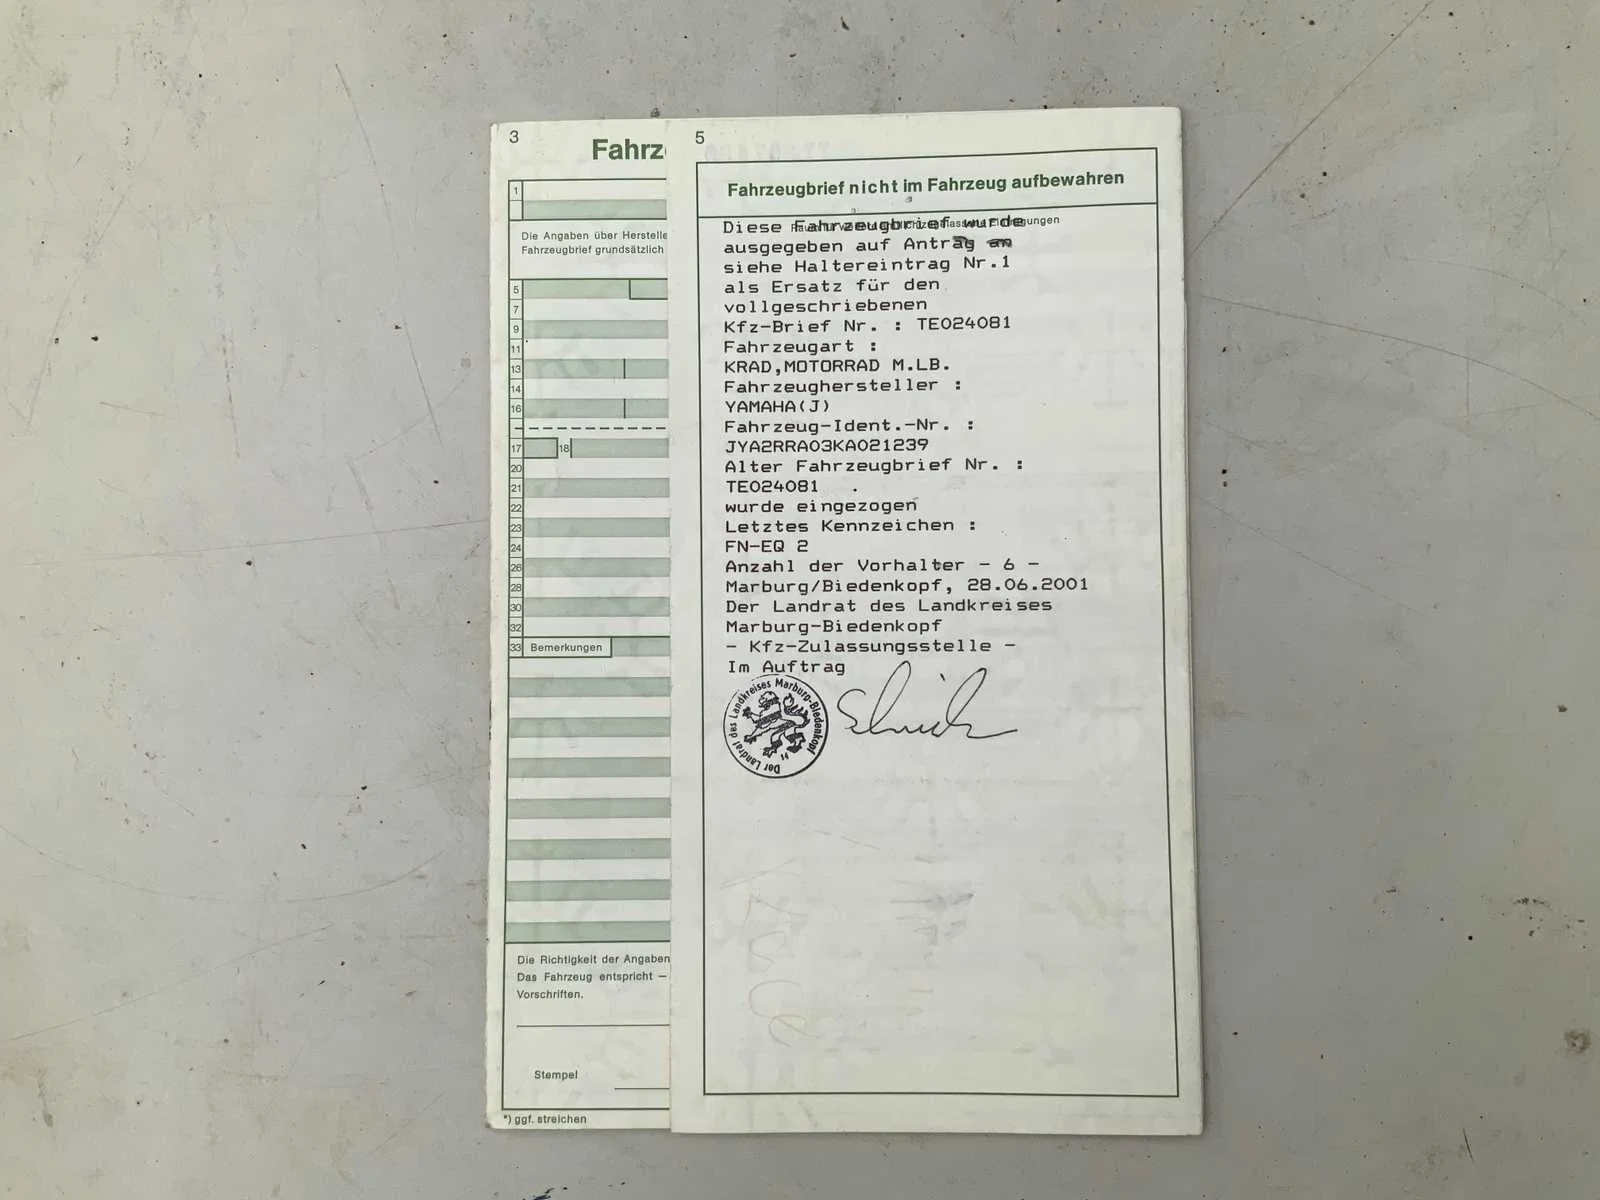 3
Fahrz
1
Die Angaben über Herstelle
Fahrzeugbrief grundsätzlich
5
7
9
11
13
14
16
17 18
20
21
22
23
24
26
28
30
32
33 Bemerkungen
Die Richtigkeit der Angaben
Das Fahrzeug entspricht —
Vorschriften.
Stempel
*) ggf. streichen
5
Fahrzeugbrief nicht im Fahrzeug aufbewahren
Diese Fahrzeugbrief wurde
ausgegeben auf Antrag
siehe Haltereintrag Nr.1
als Ersatz für den
vollgeschriebenen
Kfz-Brief Nr. : TE024081
Fahrzeugart :
KRAD,MOTORRAD M.LB.
Fahrzeughersteller :
YAMAHA(J)
Fahrzeug-Ident.-Nr. :
JYA2RRA03KA021239
Alter Fahrzeugbrief Nr. :
TE024081
wurde eingezogen
Letztes Kennzeichen :
FN-EQ 2
Anzahl der Vorhalter - 6 -
Marburg/Biedenkopf, 28.06.2001
Der Landrat des Landkreises
Marburg-Biedenkopf
- Kfz-Zulassungsstelle -
Im Auftrag
Der Landrat des Landkreises Marburg-Biedenkopf